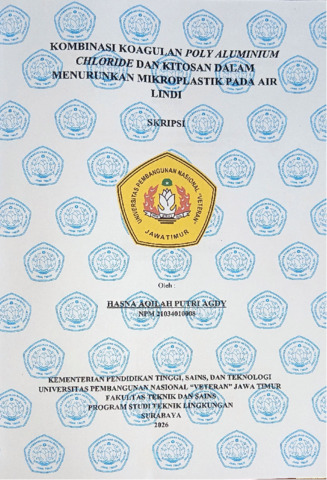 KOMBINASI KOAGULAN POLY ALUMINIUM
CHLORIDE DAN KITOSAN DALAM
MENURUNKAN MIKROPLASTIK PADA AIR
LINDI
SKRIPSI
UNIVERSITAS PEMBANGUNAN NASIONAL "VETERAN"
JAWA TIMUR
Oleh
HASNA AQILAH PUTRI AGDY
NPM 21034010008
KEMENTERIAN PENDIDIKAN TINGGI, SAINS, DAN TEKNOLOGI
UNIVERSITAS PEMBANGUNAN NASIONAL "VETERAN" JAWA TIMUR
FAKULTAS TEKNIK DAN SAINS
PROGRAM STUDI TEKNIK LINGKUNGAN
SURABAYA
2026